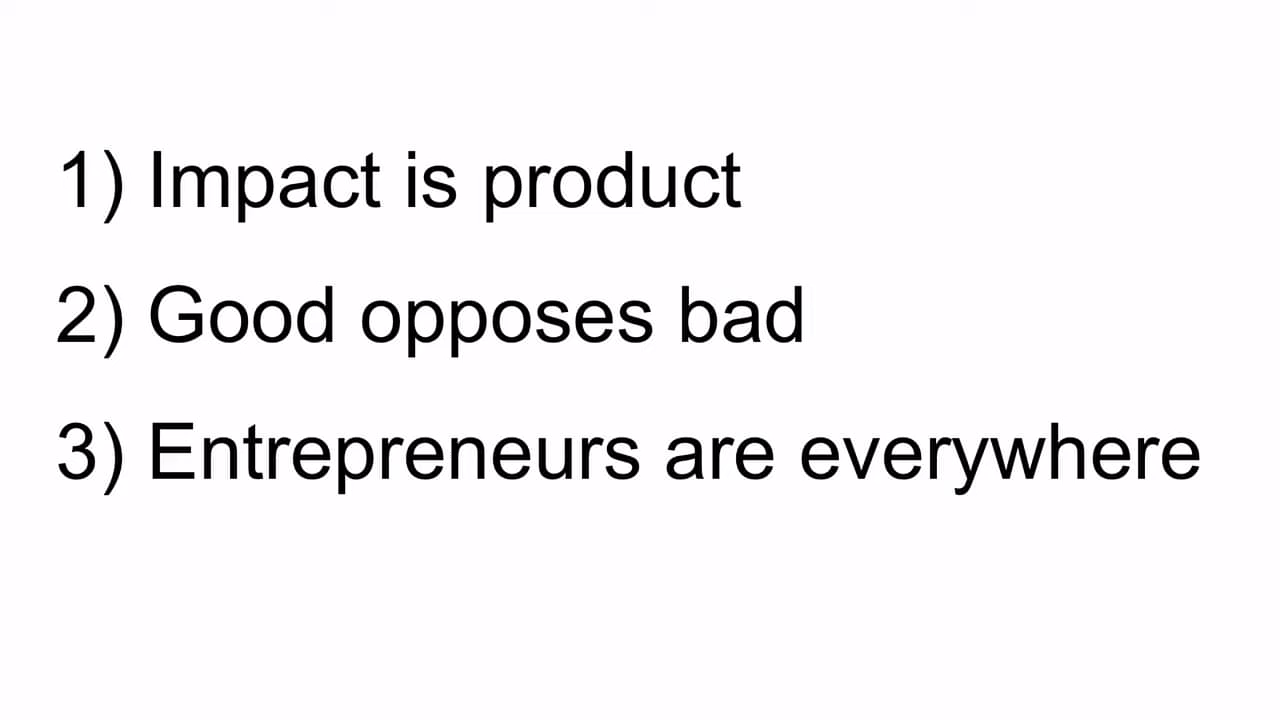 1) Impact is product
2) Good opposes bad
3) Entrepreneurs are everywhere